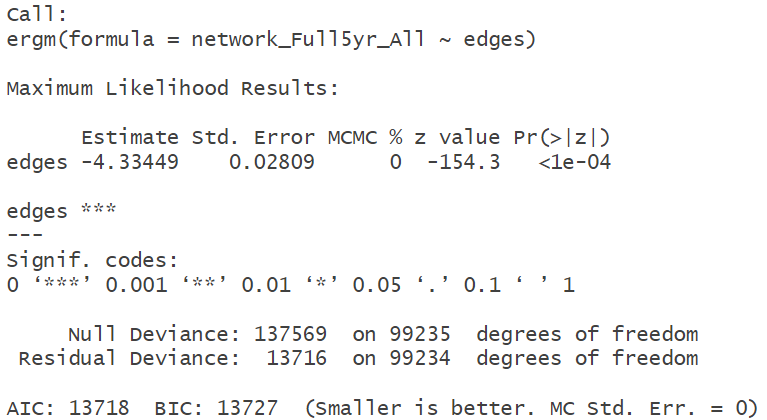 Call:
ergm(formula = network_Full5yr_All ~ edges)
Maximum Likelihood Results:
Estimate Std. Error MCMC % z value Pr(>|z|)
edges -4.33449 0.02809 0 -154.3 <1e-04
edges ***
---
Signif. codes:
0 ‘***’ 0.001 ‘**’ 0.01 ‘*’ 0.05 ‘.’ 0.1 ‘ ’ 1
Null Deviance: 137569 on 99235 degrees of freedom
Residual Deviance: 13716 on 99234 degrees of freedom
AIC: 13718 BIC: 13727 (Smaller is better. MC Std. Err. = 0)